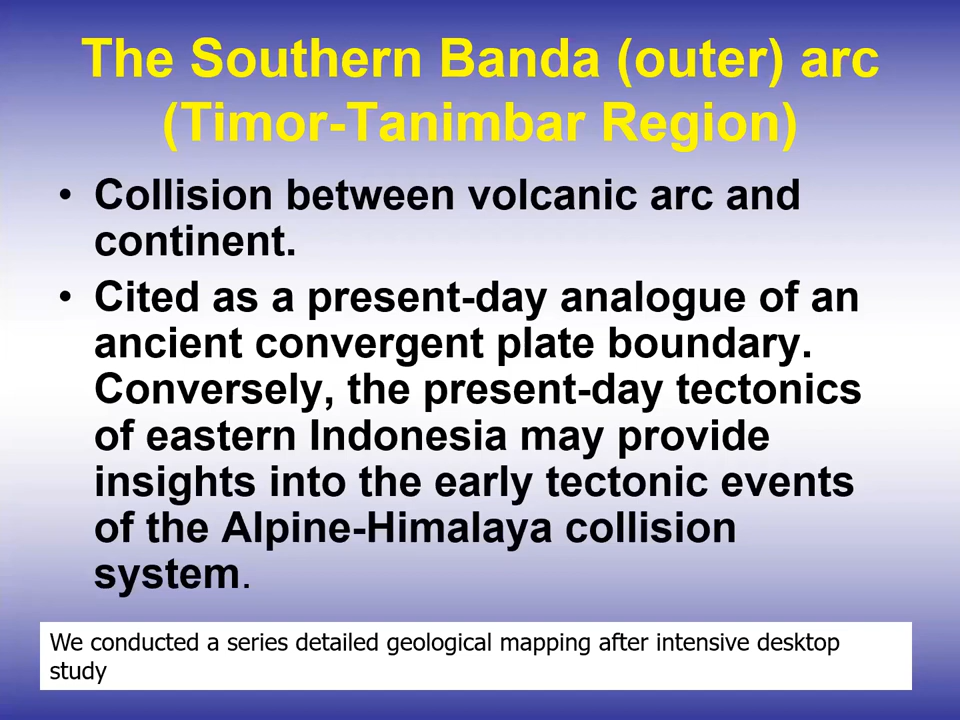 The Southern Banda (outer) arc
(Timor-Tanimbar Region)
• Collision between volcanic arc and
continent.
• Cited as a present-day analogue of an
ancient convergent plate boundary.
Conversely, the present-day tectonics
of eastern Indonesia may provide
insights into the early tectonic events
of the Alpine-Himalaya collision
system.
We conducted a series detailed geological mapping after intensive desktop
study